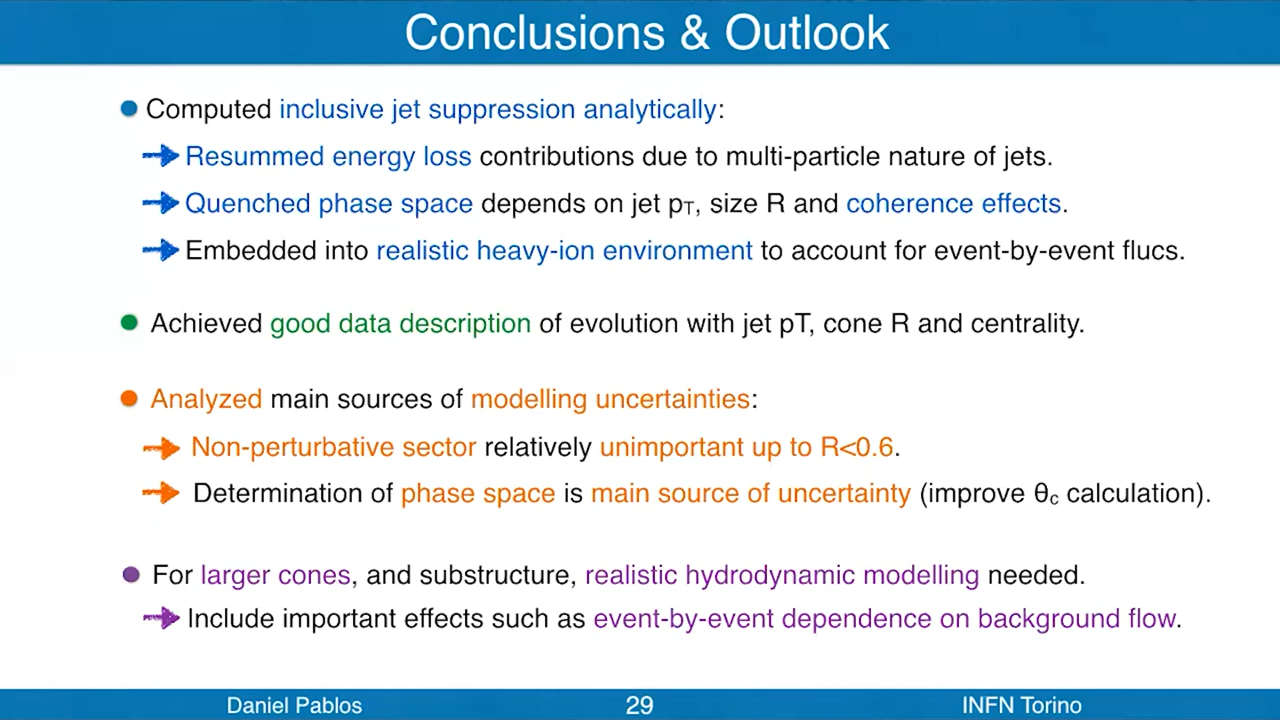 Conclusions & Outlook
Computed inclusive jet suppression analytically:
Resummed energy loss contributions due to multi-particle nature of jets.
Quenched phase space depends on jet pT, size R and coherence effects.
Embedded into realistic heavy-ion environment to account for event-by-event flucs.
Achieved good data description of evolution with jet pT, cone R and centrality.
Analyzed main sources of modelling uncertainties:
Non-perturbative sector relatively unimportant up to R<0.6.
Determination of phase space is main source of uncertainty (improve θc calculation).
For larger cones, and substructure, realistic hydrodynamic modelling needed.
Include important effects such as event-by-event dependence on background flow.
Daniel Pablos 29 INFN Torino